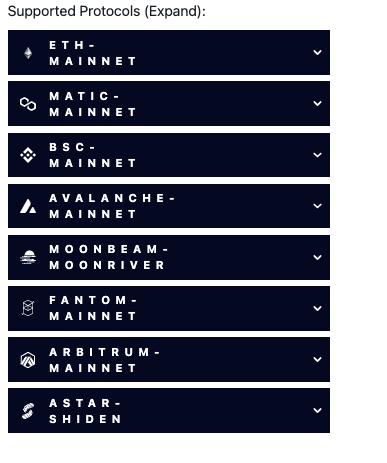 Supported Protocols (Expand):
ETH-
MAINNET
MATIC-
MAINNET
BSC-
MAINNET
AVALANCHE-
MAINNET
MOONBEAM-
MOONRIVER
FANTOM-
MAINNET
ARBITRUM-
MAINNET
ASTAR-
SHIDEN